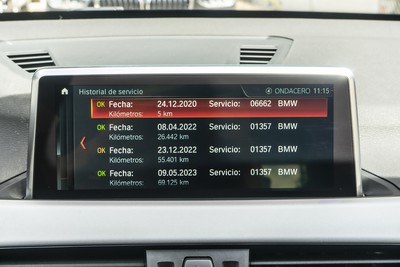 Historial de servicio ONDACERO 11:15
OK Fecha: 24.12.2020 Servicio: 06662 BMW
Kilómetros: 5 km
OK Fecha: 08.04.2022 Servicio: 01357 BMW
Kilómetros: 26.442 km
OK Fecha: 23.12.2022 Servicio: 01357 BMW
Kilómetros: 55.401 km
OK Fecha: 09.05.2023 Servicio: 01357 BMW
Kilómetros: 69.125 km